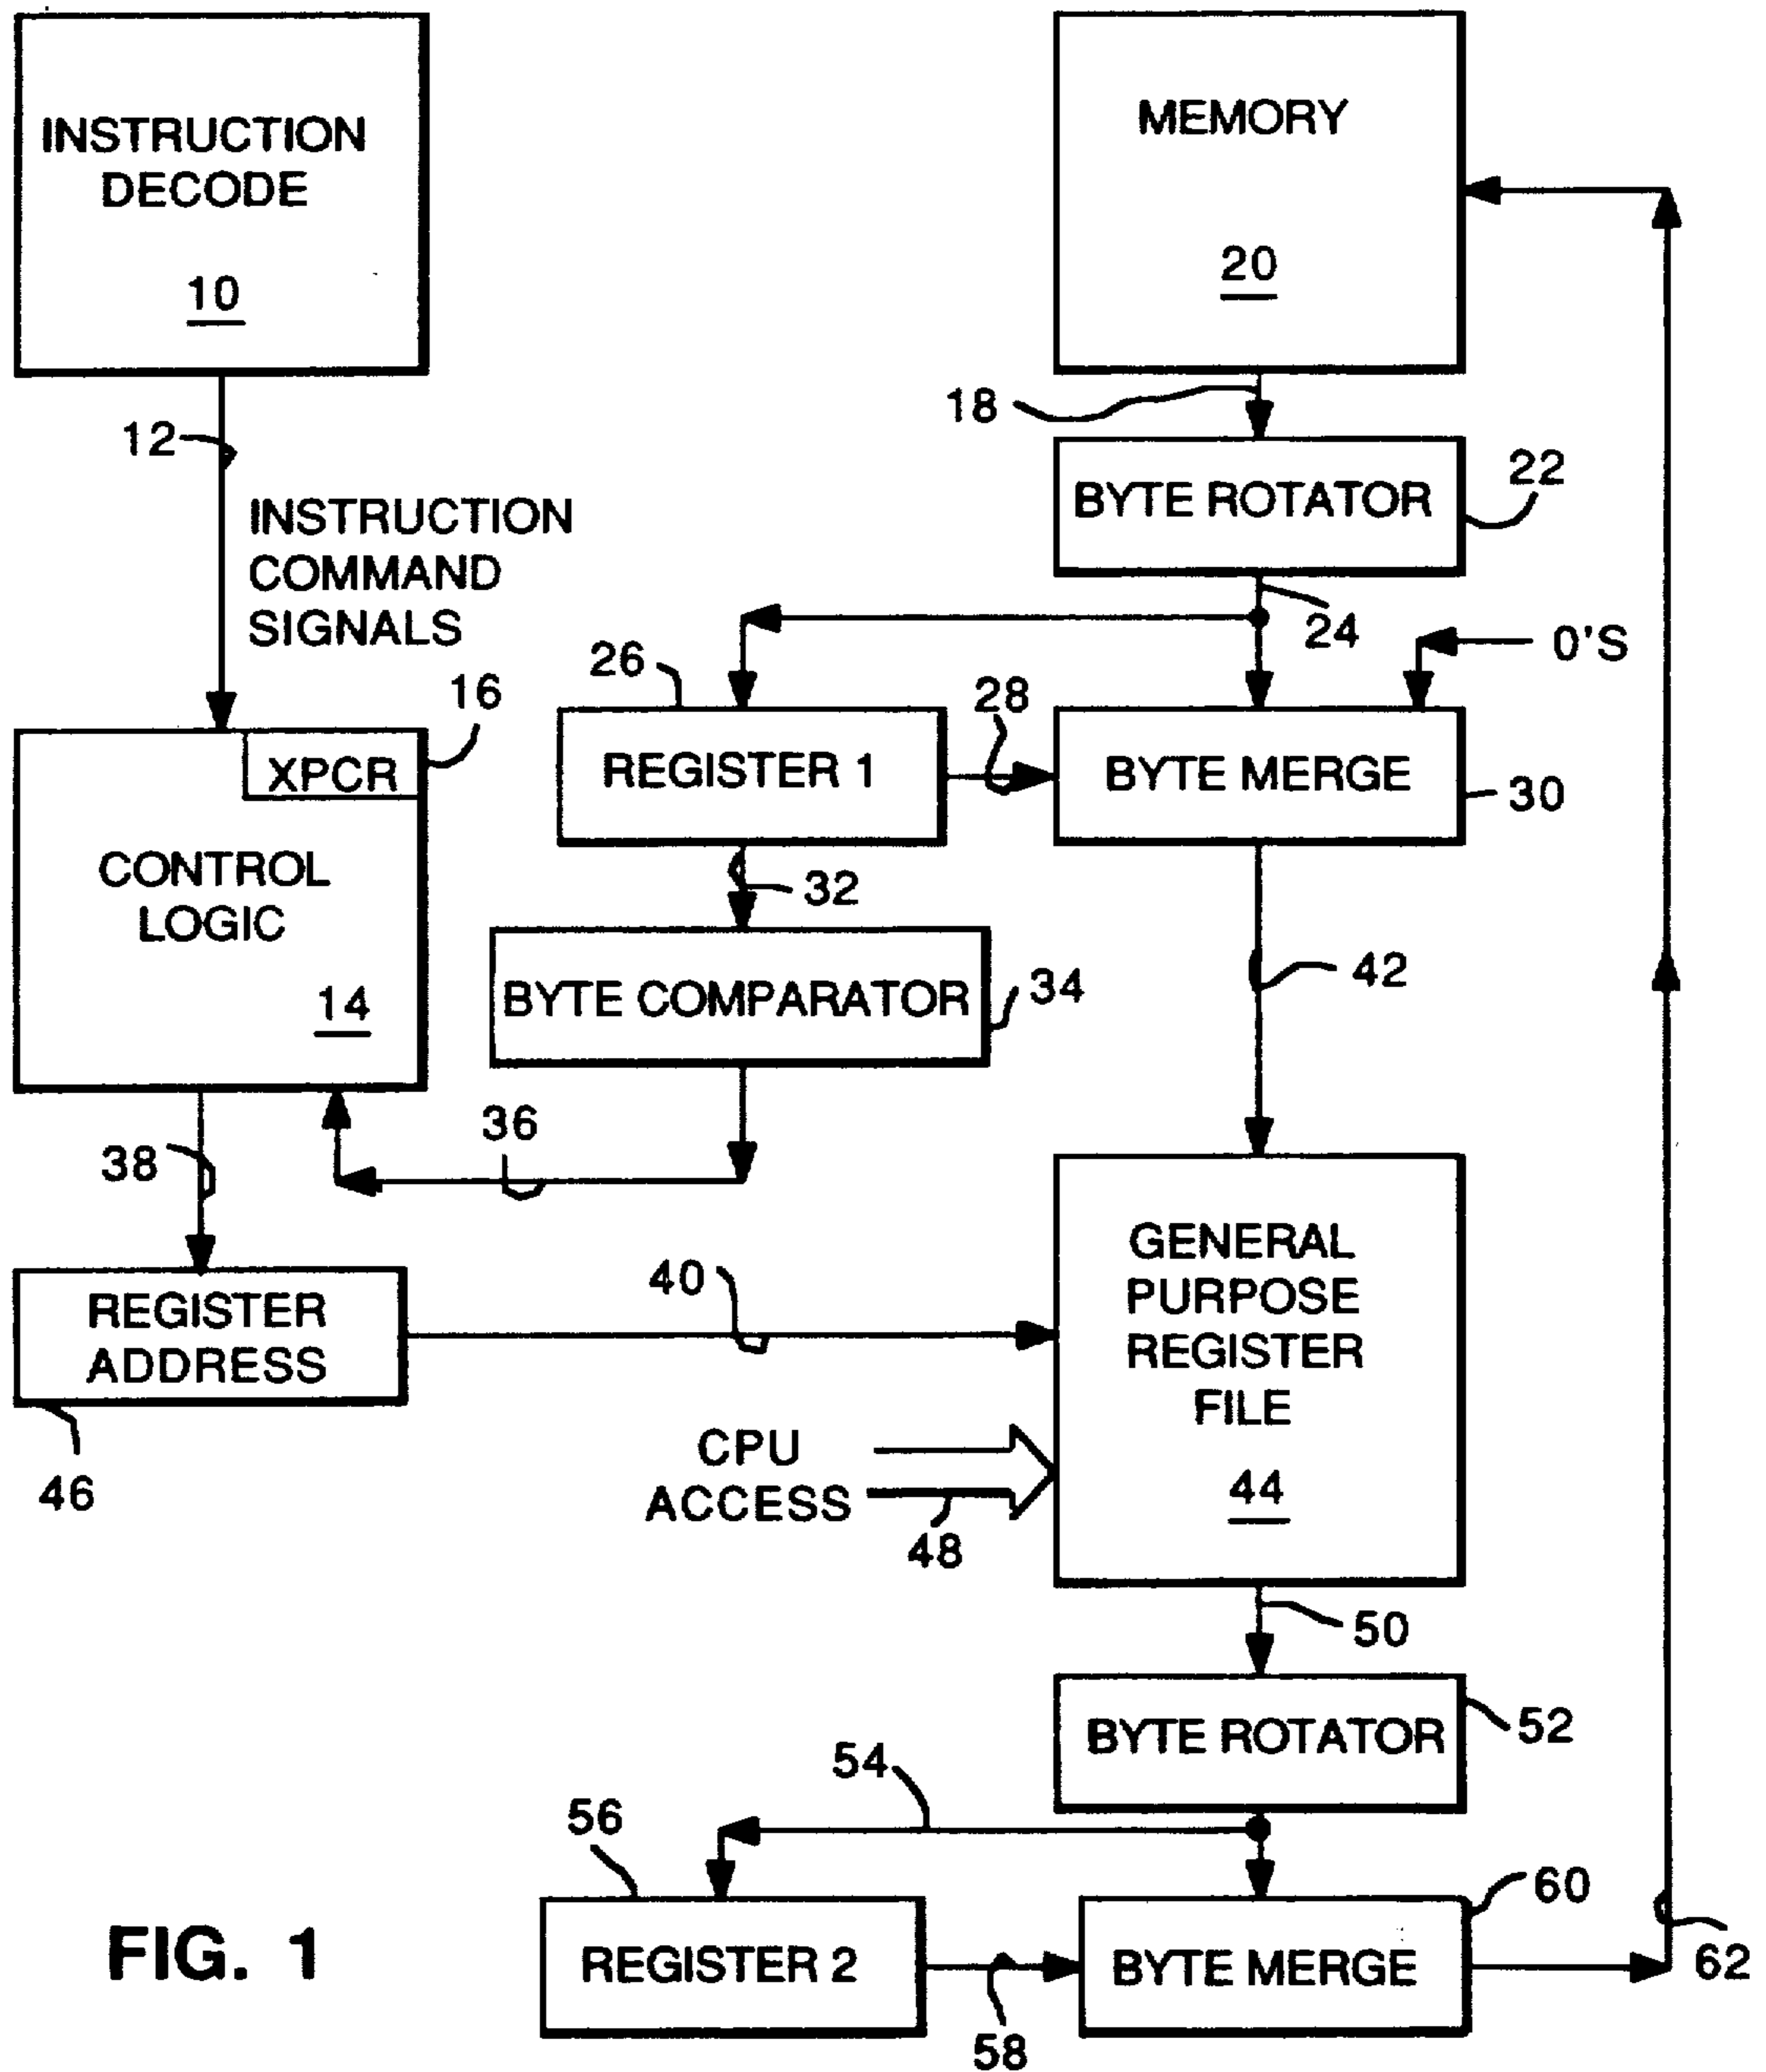 INSTRUCTION
DECODE
10
MEMORY
20
12
18
INSTRUCTION
COMMAND
SIGNALS
BYTE ROTATOR
22
24
0'S
26
16
28
XPCR
REGISTER 1
BYTE MERGE
30
CONTROL
LOGIC
14
32
BYTE COMPARATOR
34
42
36
38
REGISTER
ADDRESS
46
40
GENERAL
PURPOSE
REGISTER
FILE
44
CPU
ACCESS
48
50
BYTE ROTATOR
52
54
56
60
REGISTER 2
BYTE MERGE
58
62
FIG. 1